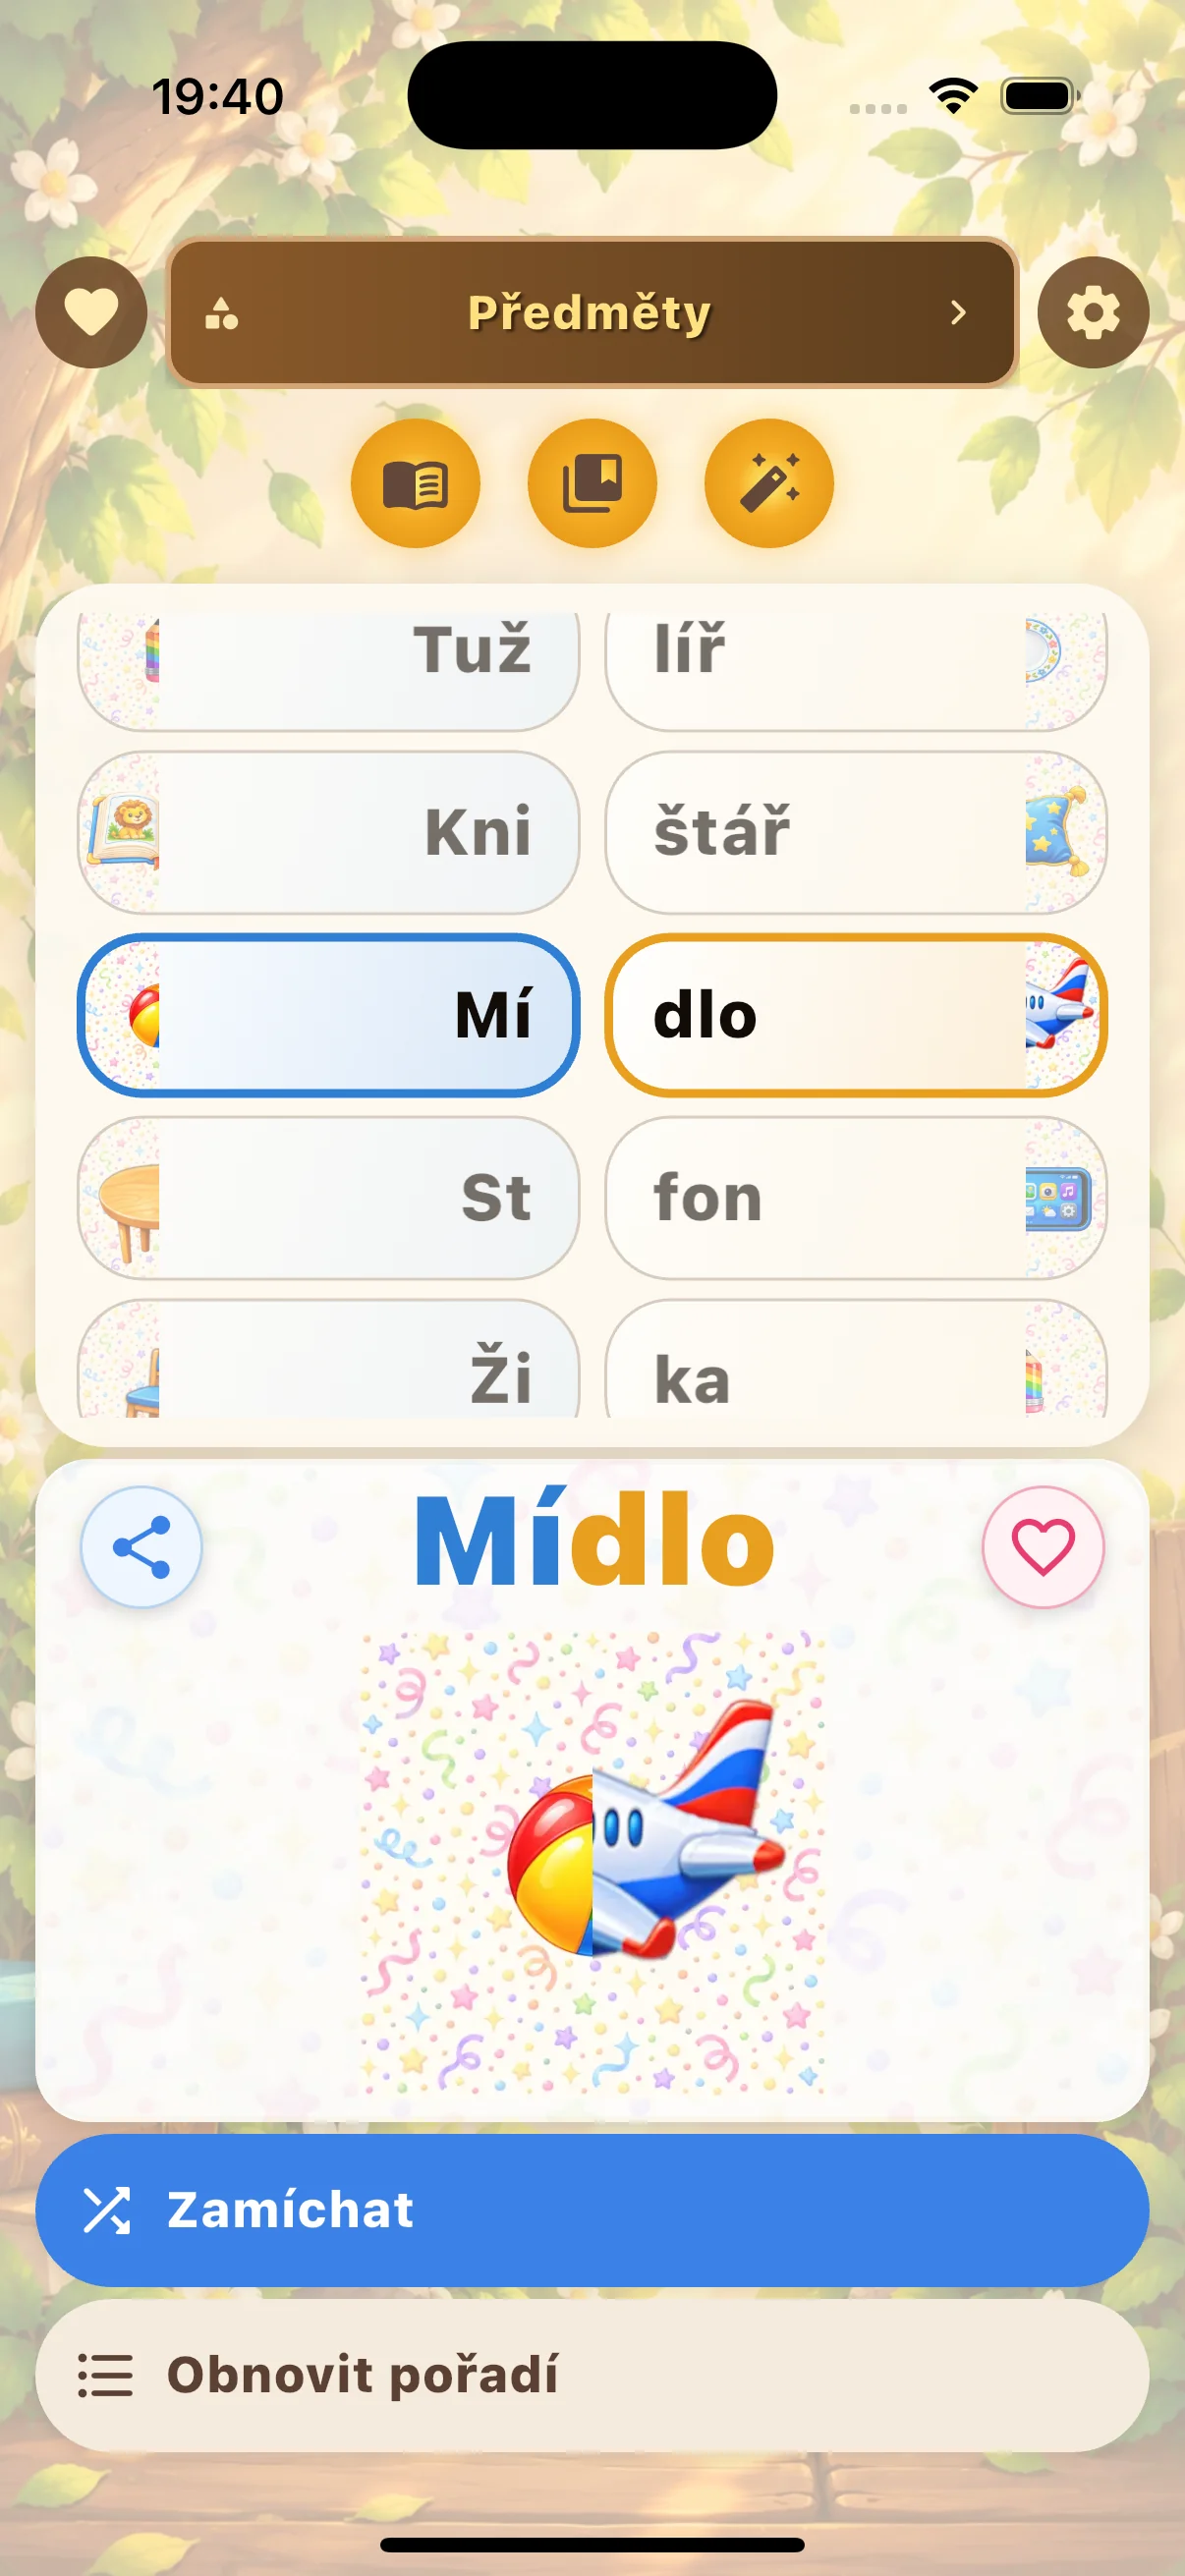 19:40
Předměty
Tuž líř
Kni štář
Mí dlo
St fon
Ži ka
Mídlo
Zamíchat
Obnovit pořadí